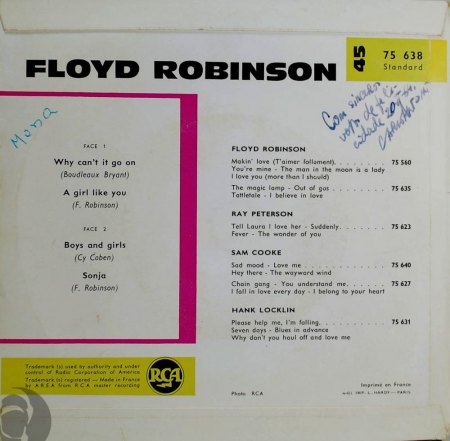 FLOYD ROBINSON
45
75 638
Standard
Mona
FACE 1
Why can't it go on
(Boudleaux Bryant)
A girl like you
(F. Robinson)
FACE 2
Boys and girls
(Cy Coben)
Sonja
(F. Robinson)
Com
FLOYD ROBINSON
Makin' love (T'aimer follament) . . . . . . . 75 560
You're mine - The man in the moon is a lady
I love you (more than I should)
The magic lamp - Out of gas . . . . . . . . 75 635
Tattletale - I believe in love
RAY PETERSON
Tell Laura I love her - Suddenly . . . . . . . 75 623
Fever - The wonder of you
SAM COOKE
Sad mood - Love me . . . . . . . . . . . 75 640
Hey there - The wayward wind
Chain gang - You understand me . . . . . . . 75 627
I fall in love every day - I belong to your heart
HANK LOCKLIN
Please help me, I'm falling . . . . . . . . . 75 631
Seven days - Blues in advance
Why don't you haul off and love me
Trademark (s) used by authority and under
control of Radio Corporation of America
Trademark (s) registered — Made in France
by AREA from R C A master recording
RCA
Photo RCA
Imprimé en France
4-61 IMP. L. HARDY - PARIS